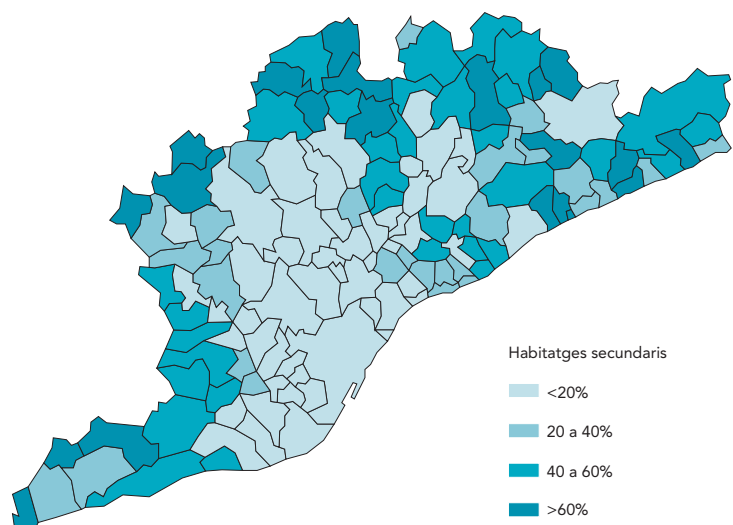 Habitatges secundaris
<20%
20 a 40%
40 a 60%
>60%